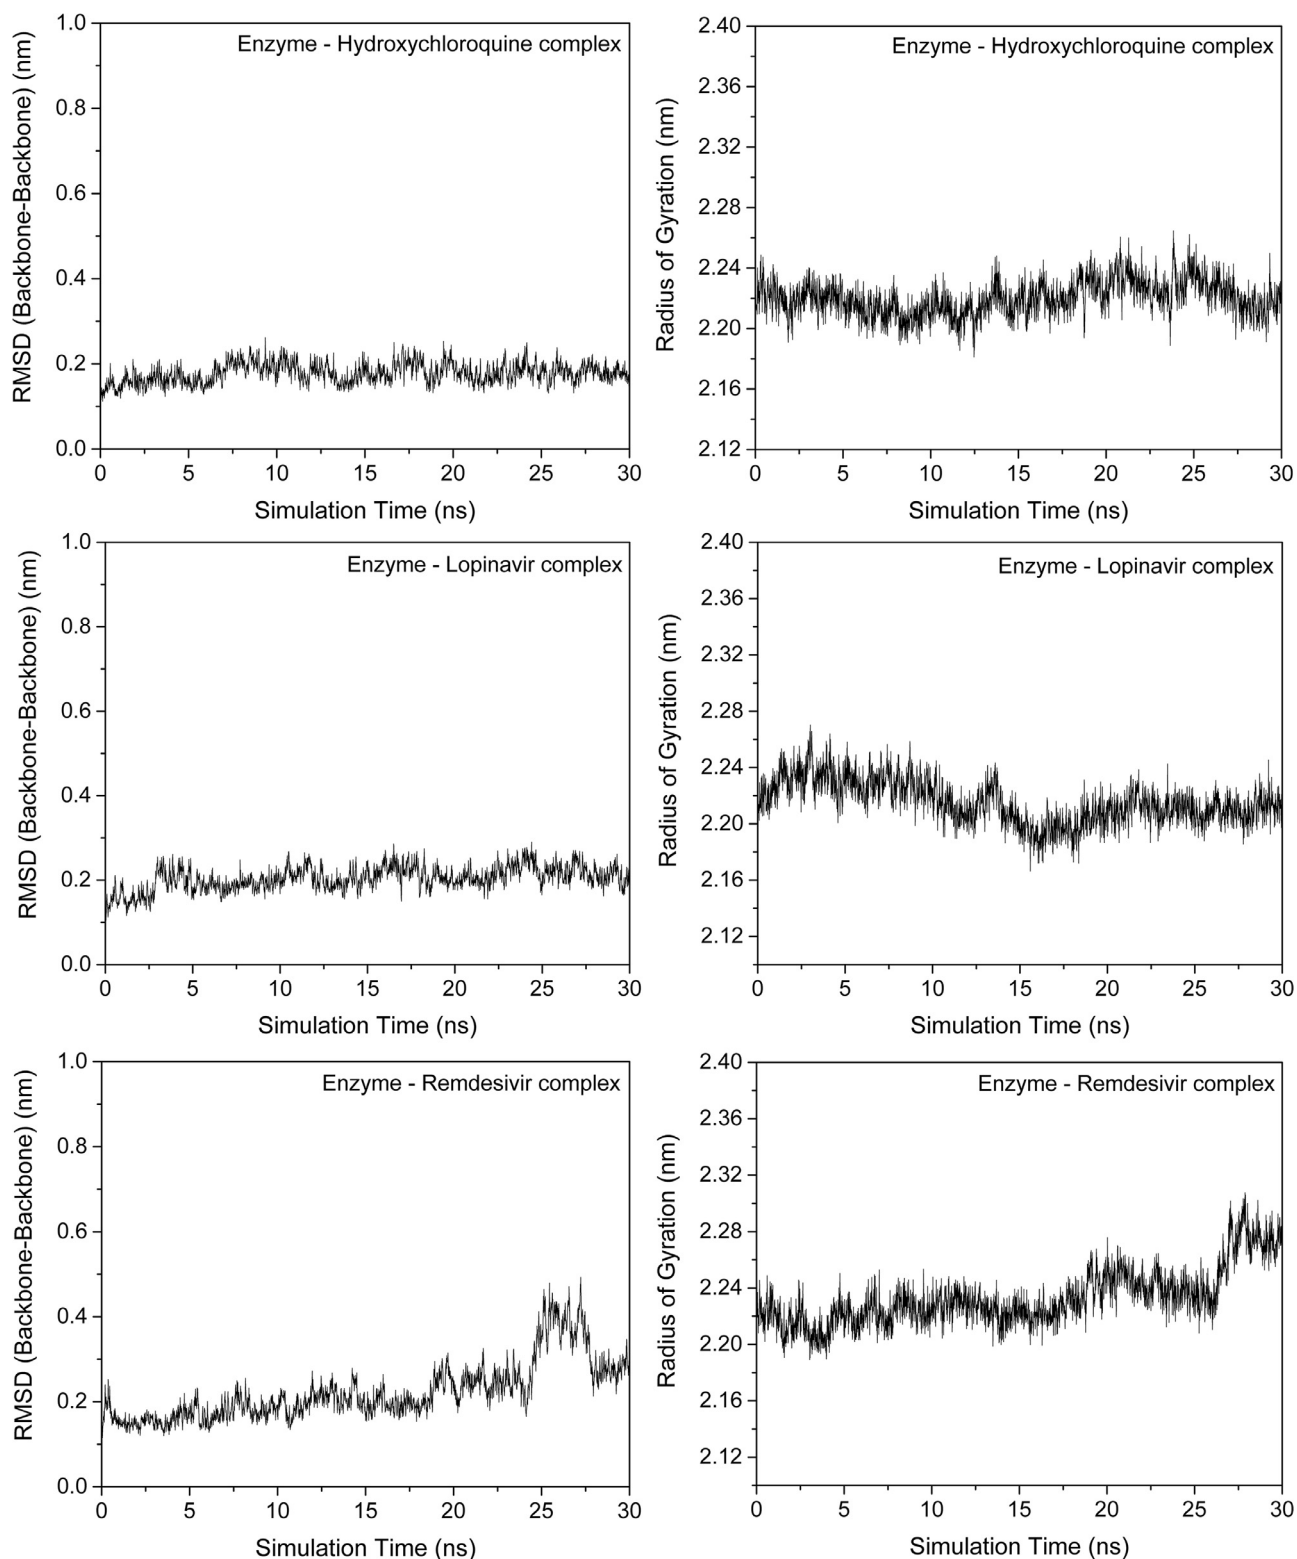 RMSD (Backbone-Backbone) (nm)
1.0
0.8
0.6
0.4
0.2
0.0
Enzyme - Hydroxychloroquine complex
0 5 10 15 20 25 30
Simulation Time (ns)
Radius of Gyration (nm)
2.40
2.36
2.32
2.28
2.24
2.20
2.16
2.12
Enzyme - Hydroxychloroquine complex
0 5 10 15 20 25 30
Simulation Time (ns)
RMSD (Backbone-Backbone) (nm)
1.0
0.8
0.6
0.4
0.2
0.0
Enzyme - Lopinavir complex
0 5 10 15 20 25 30
Simulation Time (ns)
Radius of Gyration (nm)
2.40
2.36
2.32
2.28
2.24
2.20
2.16
2.12
Enzyme - Lopinavir complex
0 5 10 15 20 25 30
Simulation Time (ns)
RMSD (Backbone-Backbone) (nm)
1.0
0.8
0.6
0.4
0.2
0.0
Enzyme - Remdesivir complex
0 5 10 15 20 25 30
Simulation Time (ns)
Radius of Gyration (nm)
2.40
2.36
2.32
2.28
2.24
2.20
2.16
2.12
Enzyme - Remdesivir complex
0 5 10 15 20 25 30
Simulation Time (ns)